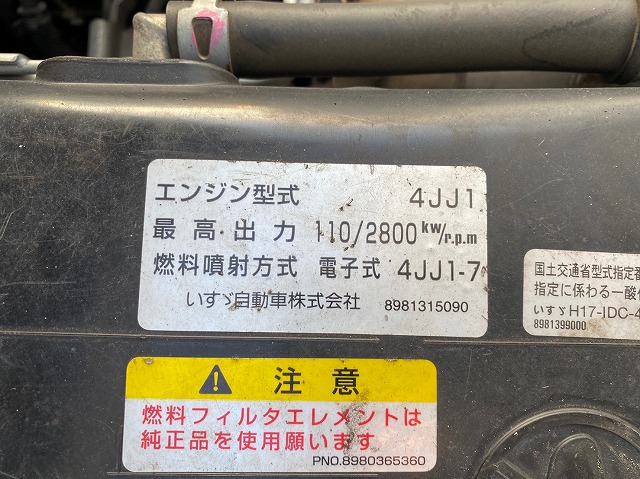 エンジン型式 4JJ1
最高出力 110/2800 kw/r.p.m
燃料噴射方式 電子式 4JJ1-7
いすゞ自動車株式会社 8981315090
国土交通省型式指定番
指定に係わる一酸化
いすゞH17-IDC-4
8981399000
⚠ 注意
燃料フィルタエレメントは
純正品を使用願います
PNO.8980365360